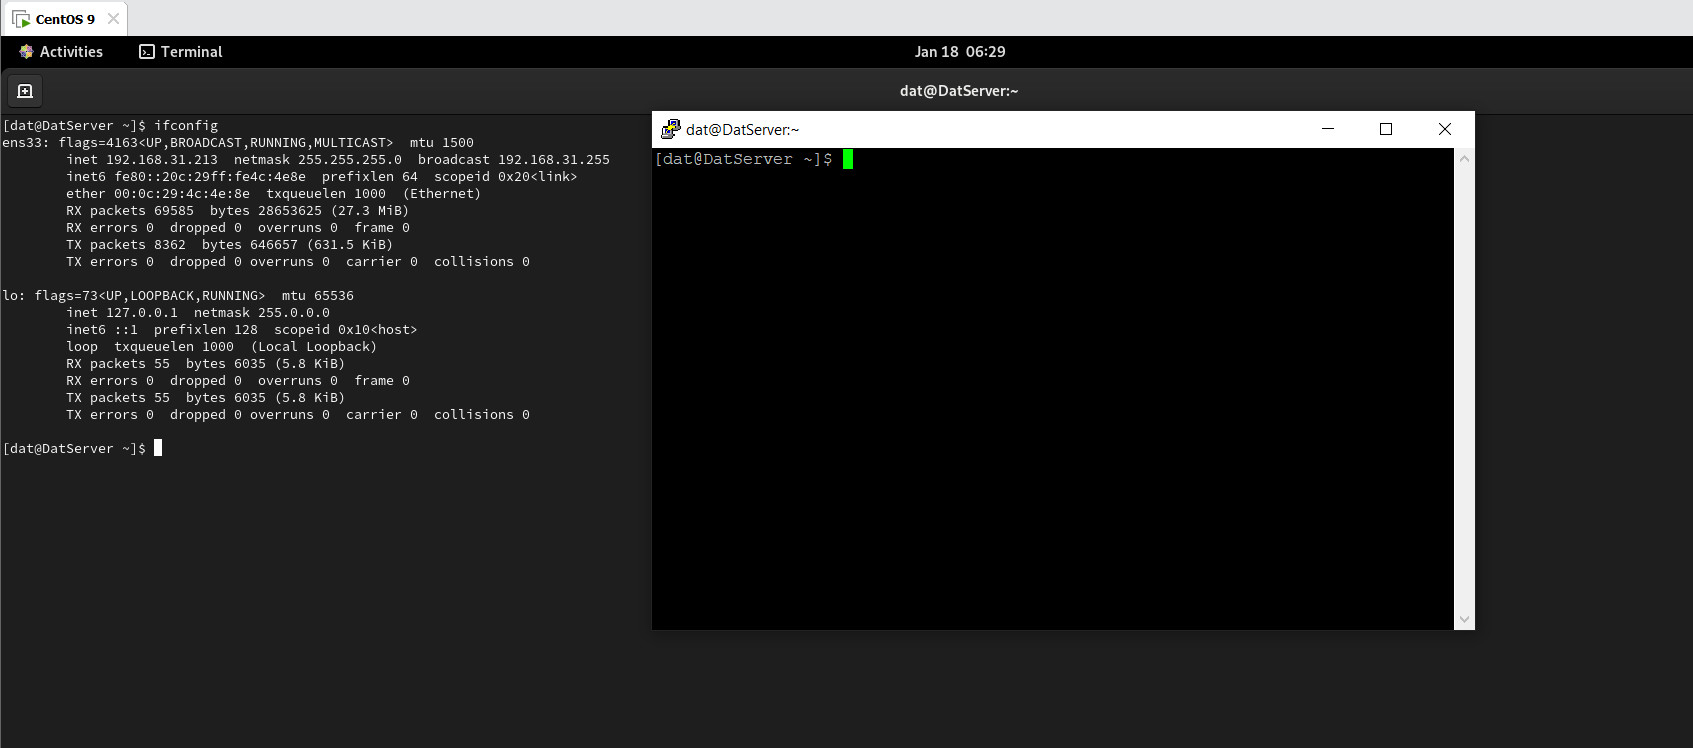 CentOS 9
Activities Terminal Jan 18 06:29
dat@DatServer:~
[dat@DatServer ~]$ ifconfig
ens33: flags=4163<UP,BROADCAST,RUNNING,MULTICAST>  mtu 1500
        inet 192.168.31.213  netmask 255.255.255.0  broadcast 192.168.31.255
        inet6 fe80::20c:29ff:fe4c:4e8e  prefixlen 64  scopeid 0x20<link>
        ether 00:0c:29:4c:4e:8e  txqueuelen 1000  (Ethernet)
        RX packets 69585  bytes 28653625 (27.3 MiB)
        RX errors 0  dropped 0  overruns 0  frame 0
        TX packets 8362  bytes 646657 (631.5 KiB)
        TX errors 0  dropped 0 overruns 0  carrier 0  collisions 0
lo: flags=73<UP,LOOPBACK,RUNNING>  mtu 65536
        inet 127.0.0.1  netmask 255.0.0.0
        inet6 ::1  prefixlen 128  scopeid 0x10<host>
        loop  txqueuelen 1000  (Local Loopback)
        RX packets 55  bytes 6035 (5.8 KiB)
        RX errors 0  dropped 0  overruns 0  frame 0
        TX packets 55  bytes 6035 (5.8 KiB)
        TX errors 0  dropped 0 overruns 0  carrier 0  collisions 0
[dat@DatServer ~]$
dat@DatServer:~
[dat@DatServer ~]$